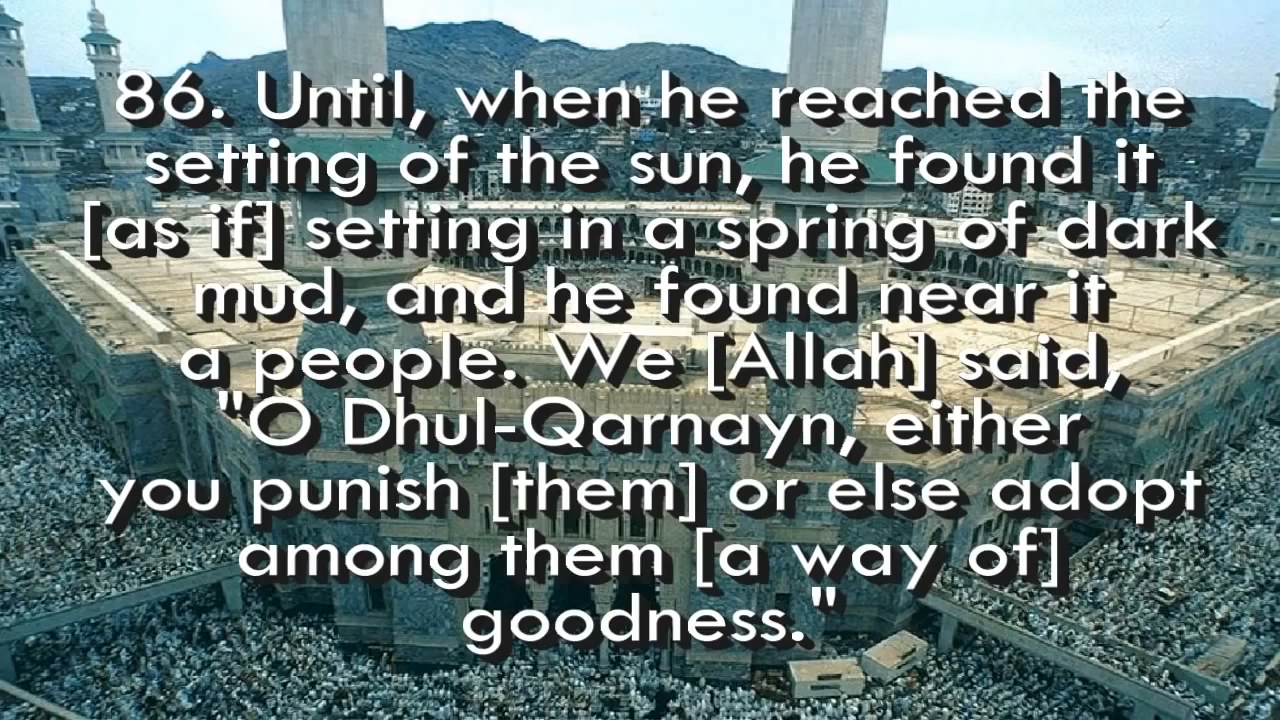 86. Until, when he reached the
setting of the sun, he found it
[as if] setting in a spring of dark
mud, and he found near it
a people. We [Allah] said,
"O Dhul-Qarnayn, either
you punish [them] or else adopt
among them [a way of]
goodness."